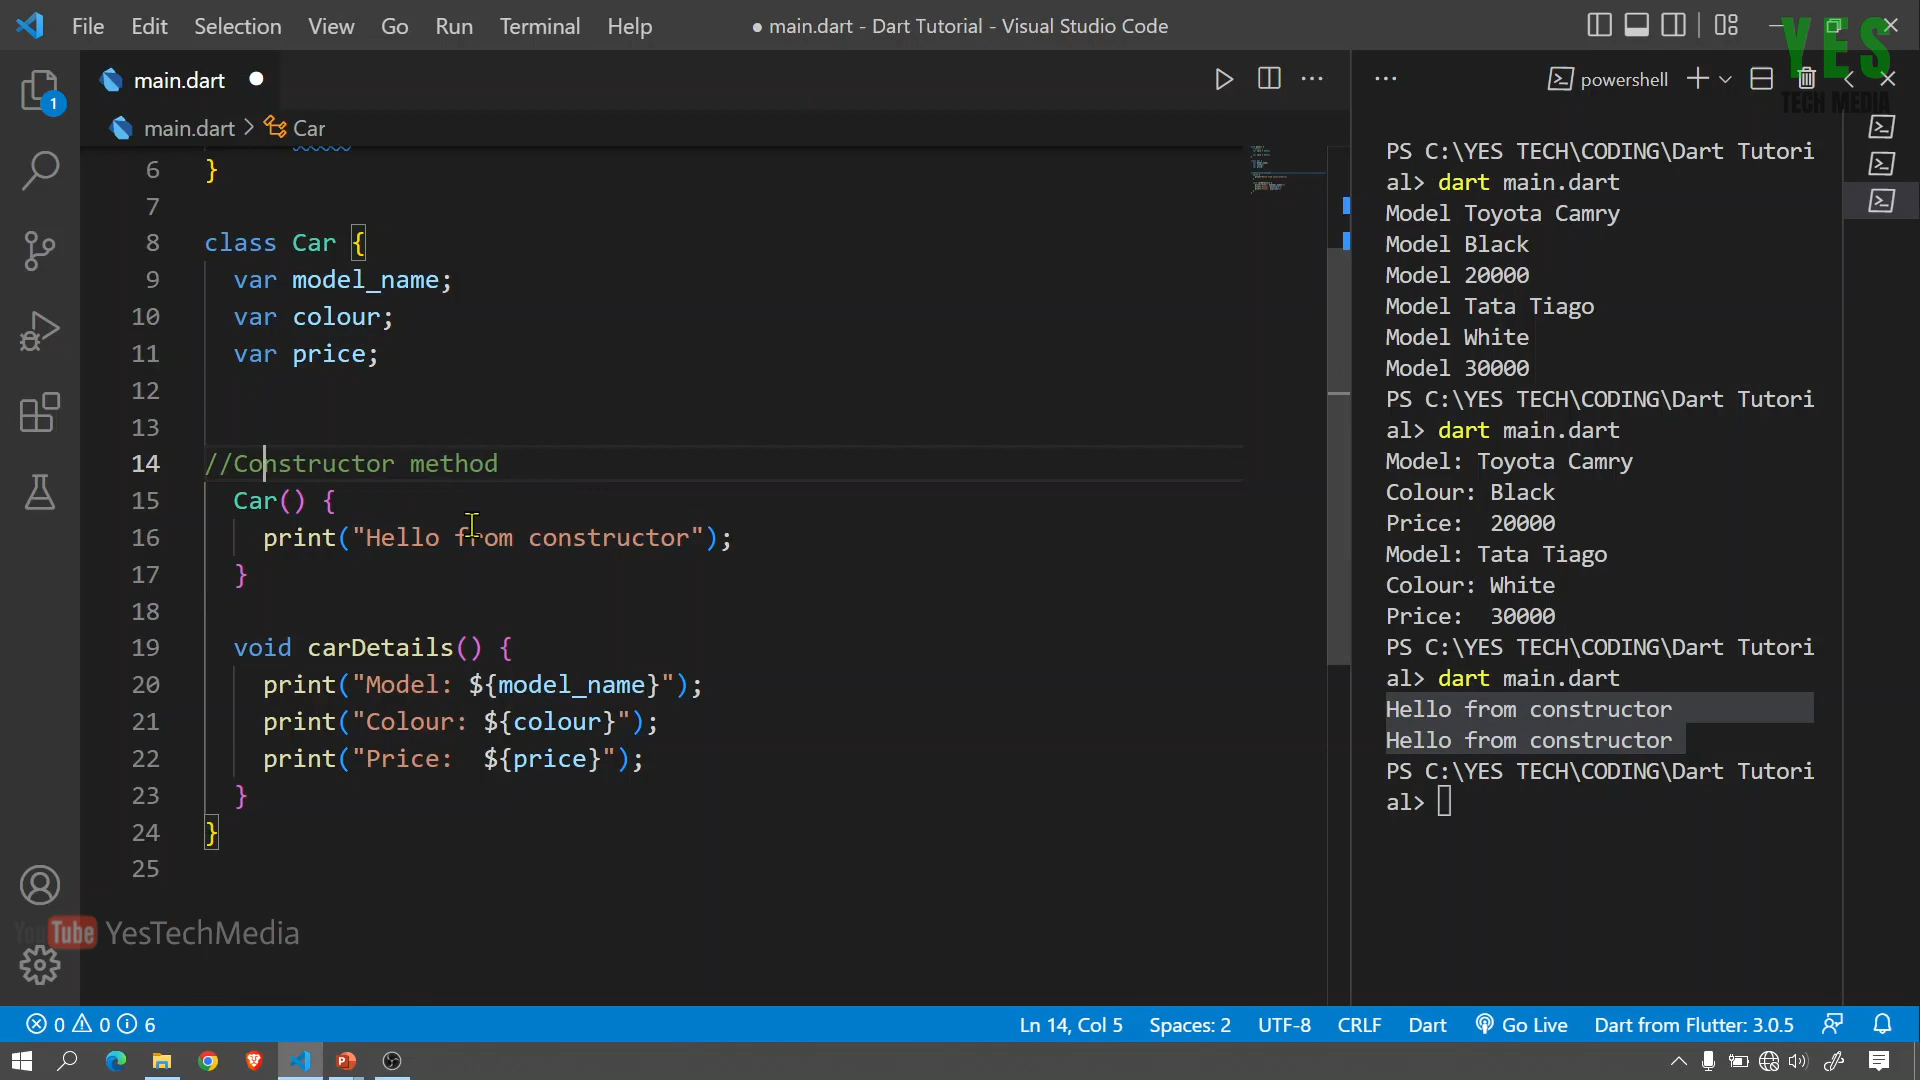 File Edit Selection View Go Run Terminal Help
● main.dart - Dart Tutorial - Visual Studio Code
YES
TECH MEDIA
1
main.dart
main.dart > Car
6 }
7
8 class Car {
9 var model_name;
10 var colour;
11 var price;
12
13
14 //Constructor method
15 Car() {
16 print("Hello from constructor");
17 }
18
19 void carDetails() {
20 print("Model: ${model_name}");
21 print("Colour: ${colour}");
22 print("Price:  ${price}");
23 }
24 }
25
powershell
PS C:\YES TECH\CODING\Dart Tutori
al> dart main.dart
Model Toyota Camry
Model Black
Model 20000
Model Tata Tiago
Model White
Model 30000
PS C:\YES TECH\CODING\Dart Tutori
al> dart main.dart
Model: Toyota Camry
Colour: Black
Price:  20000
Model: Tata Tiago
Colour: White
Price:  30000
PS C:\YES TECH\CODING\Dart Tutori
al> dart main.dart
Hello from constructor
Hello from constructor
PS C:\YES TECH\CODING\Dart Tutori
al>
YouTube YesTechMedia
0 0 6
Ln 14, Col 5 Spaces: 2 UTF-8 CRLF Dart Go Live Dart from Flutter: 3.0.5